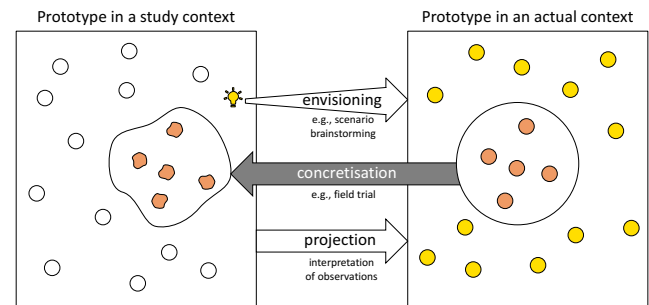 Prototype in a study context
Prototype in an actual context
envisioning
e.g., scenario
brainstorming
concretisation
e.g., field trial
projection
interpretation
of observations